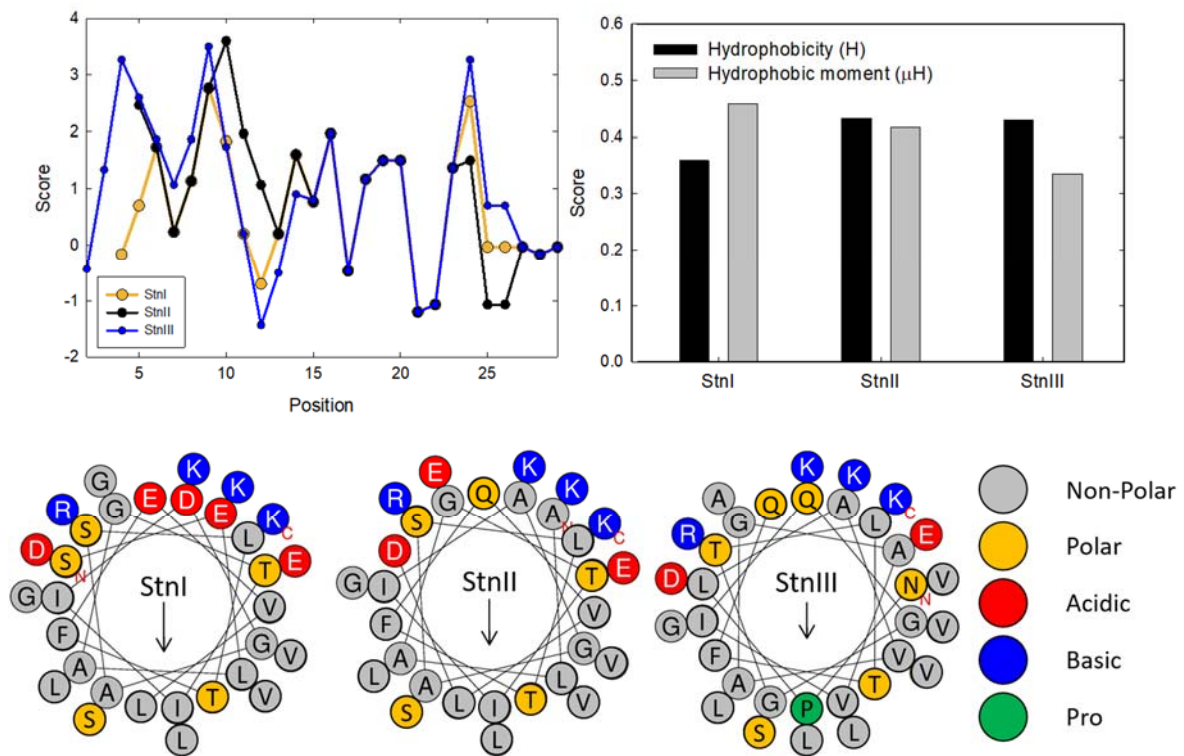 4
3
2
1
0
-1
-2
Score
StnI
StnII
StnIII
5 10 15 20 25
Position
0.6
0.5
0.4
0.3
0.2
0.1
0.0
Score
Hydrophobicity (H)
Hydrophobic moment (μH)
StnI StnII StnIII
G K
G E D E K
R S K C
D S L T E
N
G I StnI V
F G V
A
L A L V
S L I T
L
E K
G Q A K
R S A K C
N
D L T E
G I StnII V
F G V
A
L A L V
S L I T
L
K
A Q Q K
G A L K C
R T A E
D L StnIII N V
N
G I G V
F V V
L A T
G P V L
S L
Non-Polar
Polar
Acidic
Basic
Pro